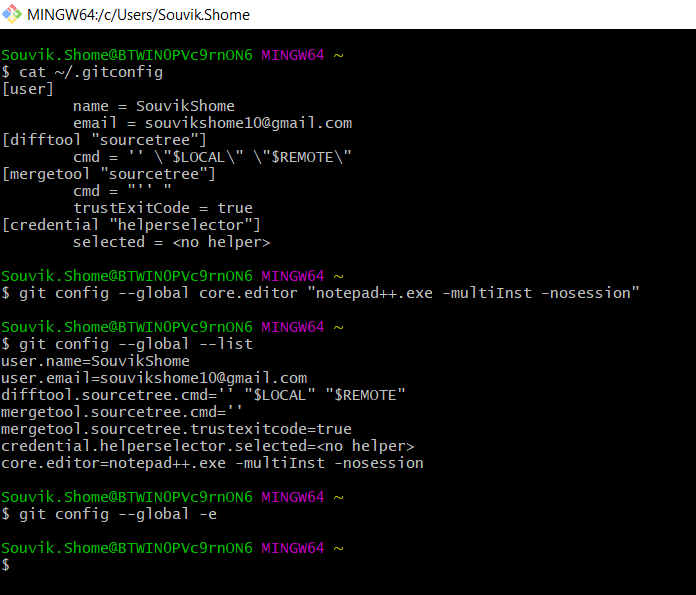 MINGW64:/c/Users/Souvik.Shome
Souvik.Shome@BTWIN0PVc9rnON6 MINGW64 ~
$ cat ~/.gitconfig
[user]
        name = SouvikShome
        email = souvikshome10@gmail.com
[difftool "sourcetree"]
        cmd = '' \"$LOCAL\" \"$REMOTE\"
[mergetool "sourcetree"]
        cmd = "'' "
        trustExitCode = true
[credential "helperselector"]
        selected = <no helper>
Souvik.Shome@BTWIN0PVc9rnON6 MINGW64 ~
$ git config --global core.editor "notepad++.exe -multiInst -nosession"
Souvik.Shome@BTWIN0PVc9rnON6 MINGW64 ~
$ git config --global --list
user.name=SouvikShome
user.email=souvikshome10@gmail.com
difftool.sourcetree.cmd='' "$LOCAL" "$REMOTE"
mergetool.sourcetree.cmd=''
mergetool.sourcetree.trustexitcode=true
credential.helperselector.selected=<no helper>
core.editor=notepad++.exe -multiInst -nosession
Souvik.Shome@BTWIN0PVc9rnON6 MINGW64 ~
$ git config --global -e
Souvik.Shome@BTWIN0PVc9rnON6 MINGW64 ~
$